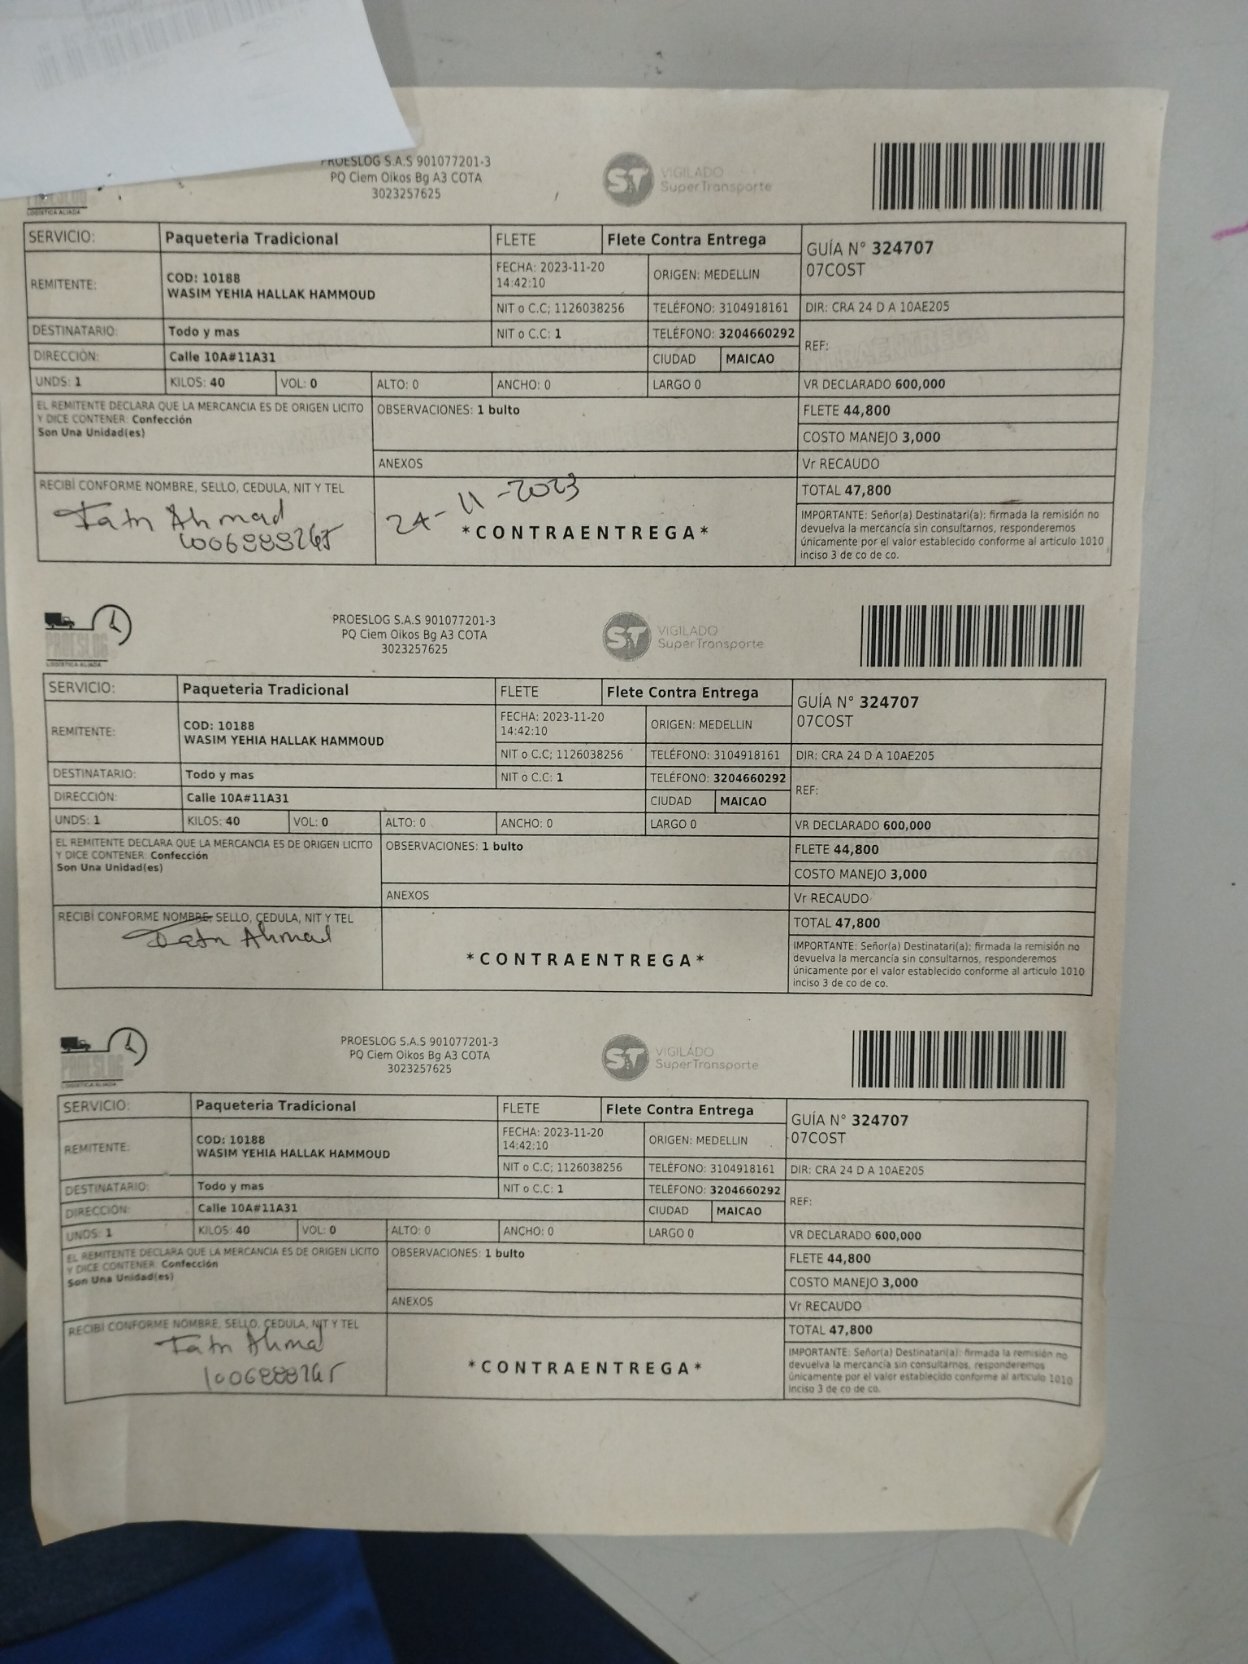 PROESLOG S.A.S 901077201-3
PQ Ciem Oikos Bg A3 COTA
3023257625
ST VIGILADO
SuperTransporte
LOGISTICA ALIADA
SERVICIO: Paqueteria Tradicional FLETE Flete Contra Entrega
GUÍA N° 324707
07COST
REMITENTE: COD: 10188
WASIM YEHIA HALLAK HAMMOUD
FECHA: 2023-11-20
14:42:10
ORIGEN: MEDELLIN
NIT o C.C; 1126038256 TELÉFONO: 3104918161 DIR: CRA 24 D A 10AE205
DESTINATARIO: Todo y mas NIT o C.C: 1 TELÉFONO: 3204660292
REF:
DIRECCIÓN: Calle 10A#11A31 CIUDAD MAICAO
UNDS: 1 KILOS: 40 VOL: 0 ALTO: 0 ANCHO: 0 LARGO 0 VR DECLARADO 600,000
EL REMITENTE DECLARA QUE LA MERCANCIA ES DE ORIGEN LICITO
Y DICE CONTENER: Confección
Son Una Unidad(es)
OBSERVACIONES: 1 bulto
FLETE 44,800
COSTO MANEJO 3,000
ANEXOS
Vr RECAUDO
RECIBÍ CONFORME NOMBRE, SELLO, CEDULA, NIT Y TEL
TOTAL 47,800
Ahmad
24-11-2023
*CONTRAENTREGA*
IMPORTANTE: Señor(a) Destinatari(a): firmada la remisión no
devuelva la mercancía sin consultarnos, responderemos
únicamente por el valor establecido conforme al articulo 1010
inciso 3 de co de co.
PROESLOG
LOGISTICA ALIADA
PROESLOG S.A.S 901077201-3
PQ Ciem Oikos Bg A3 COTA
3023257625
ST VIGILADO
SuperTransporte
SERVICIO: Paqueteria Tradicional FLETE Flete Contra Entrega
GUÍA N° 324707
07COST
REMITENTE: COD: 10188
WASIM YEHIA HALLAK HAMMOUD
FECHA: 2023-11-20
14:42:10
ORIGEN: MEDELLIN
NIT o C.C; 1126038256 TELÉFONO: 3104918161 DIR: CRA 24 D A 10AE205
DESTINATARIO: Todo y mas NIT o C.C: 1 TELÉFONO: 3204660292
REF:
DIRECCIÓN: Calle 10A#11A31 CIUDAD MAICAO
UNDS: 1 KILOS: 40 VOL: 0 ALTO: 0 ANCHO: 0 LARGO 0 VR DECLARADO 600,000
EL REMITENTE DECLARA QUE LA MERCANCIA ES DE ORIGEN LICITO
Y DICE CONTENER: Confección
Son Una Unidad(es)
OBSERVACIONES: 1 bulto
FLETE 44,800
COSTO MANEJO 3,000
ANEXOS
Vr RECAUDO
RECIBÍ CONFORME NOMBRE, SELLO, CEDULA, NIT Y TEL
TOTAL 47,800
Ahmad
*CONTRAENTREGA*
IMPORTANTE: Señor(a) Destinatari(a): firmada la remisión no
devuelva la mercancía sin consultarnos, responderemos
únicamente por el valor establecido conforme al articulo 1010
inciso 3 de co de co.
PROESLOG
LOGISTICA ALIADA
PROESLOG S.A.S 901077201-3
PQ Ciem Oikos Bg A3 COTA
3023257625
ST VIGILADO
SuperTransporte
SERVICIO: Paqueteria Tradicional FLETE Flete Contra Entrega
GUÍA N° 324707
07COST
REMITENTE: COD: 10188
WASIM YEHIA HALLAK HAMMOUD
FECHA: 2023-11-20
14:42:10
ORIGEN: MEDELLIN
NIT o C.C; 1126038256 TELÉFONO: 3104918161 DIR: CRA 24 D A 10AE205
DESTINATARIO: Todo y mas NIT o C.C: 1 TELÉFONO: 3204660292
REF:
DIRECCIÓN: Calle 10A#11A31 CIUDAD MAICAO
UNDS: 1 KILOS: 40 VOL: 0 ALTO: 0 ANCHO: 0 LARGO 0 VR DECLARADO 600,000
EL REMITENTE DECLARA QUE LA MERCANCIA ES DE ORIGEN LICITO
Y DICE CONTENER: Confección
Son Una Unidad(es)
OBSERVACIONES: 1 bulto
FLETE 44,800
COSTO MANEJO 3,000
ANEXOS
Vr RECAUDO
RECIBÍ CONFORME NOMBRE, SELLO, CEDULA, NIT Y TEL
TOTAL 47,800
*CONTRAENTREGA*
IMPORTANTE: Señor(a) Destinatari(a): firmada la remisión no
devuelva la mercancía sin consultarnos, responderemos
únicamente por el valor establecido conforme al articulo 1010
inciso 3 de co de co.